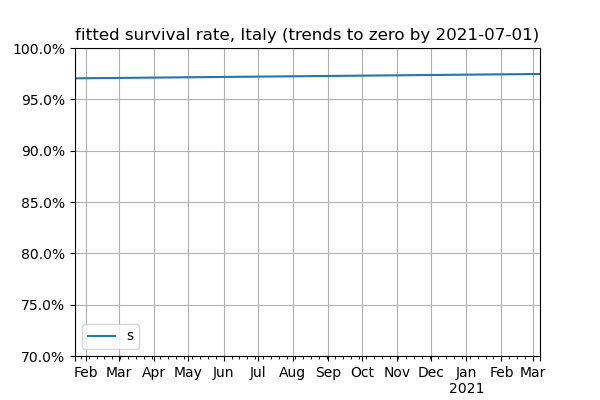 fitted survival rate, Italy (trends to zero by 2021-07-01)
100.0%
95.0%
90.0%
85.0%
80.0%
75.0%
70.0%
s
Feb Mar Apr May Jun Jul Aug Sep Oct Nov Dec Jan Feb Mar
2021